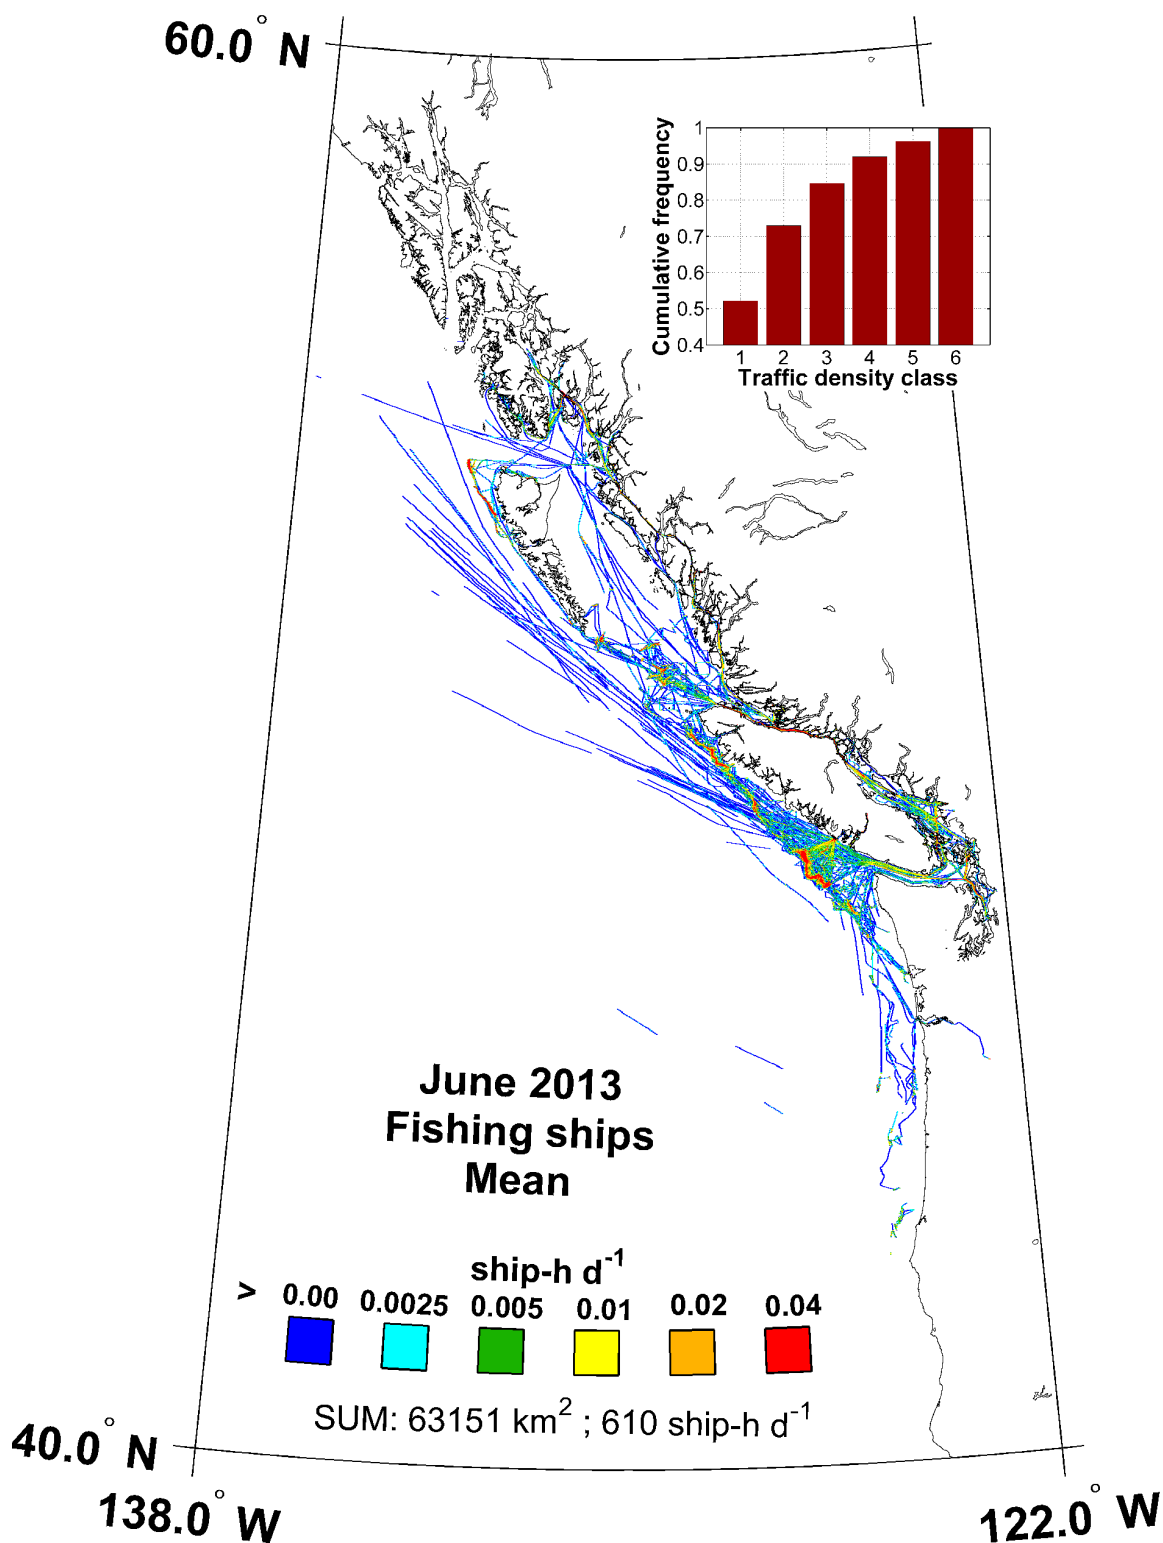 60.0° N
Cumulative frequency
1
0.9
0.8
0.7
0.6
0.5
0.4
1 2 3 4 5 6
Traffic density class
June 2013
Fishing ships
Mean
ship-h d⁻¹
> 0.00 0.0025 0.005 0.01 0.02 0.04
SUM: 63151 km² ; 610 ship-h d⁻¹
40.0° N
138.0° W
122.0° W